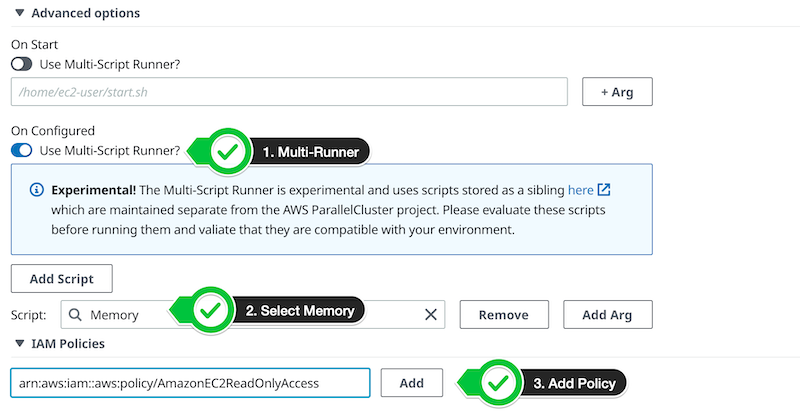 Advanced options
On Start
Use Multi-Script Runner?
/home/ec2-user/start.sh
+ Arg
On Configured
Use Multi-Script Runner?
1. Multi-Runner
Experimental! The Multi-Script Runner is experimental and uses scripts stored as a sibling here
which are maintained separate from the AWS ParallelCluster project. Please evaluate these scripts
before running them and valiate that they are compatible with your environment.
Add Script
Script:
Memory
2. Select Memory
Remove
Add Arg
IAM Policies
arn:aws:iam::aws:policy/AmazonEC2ReadOnlyAccess
Add
3. Add Policy